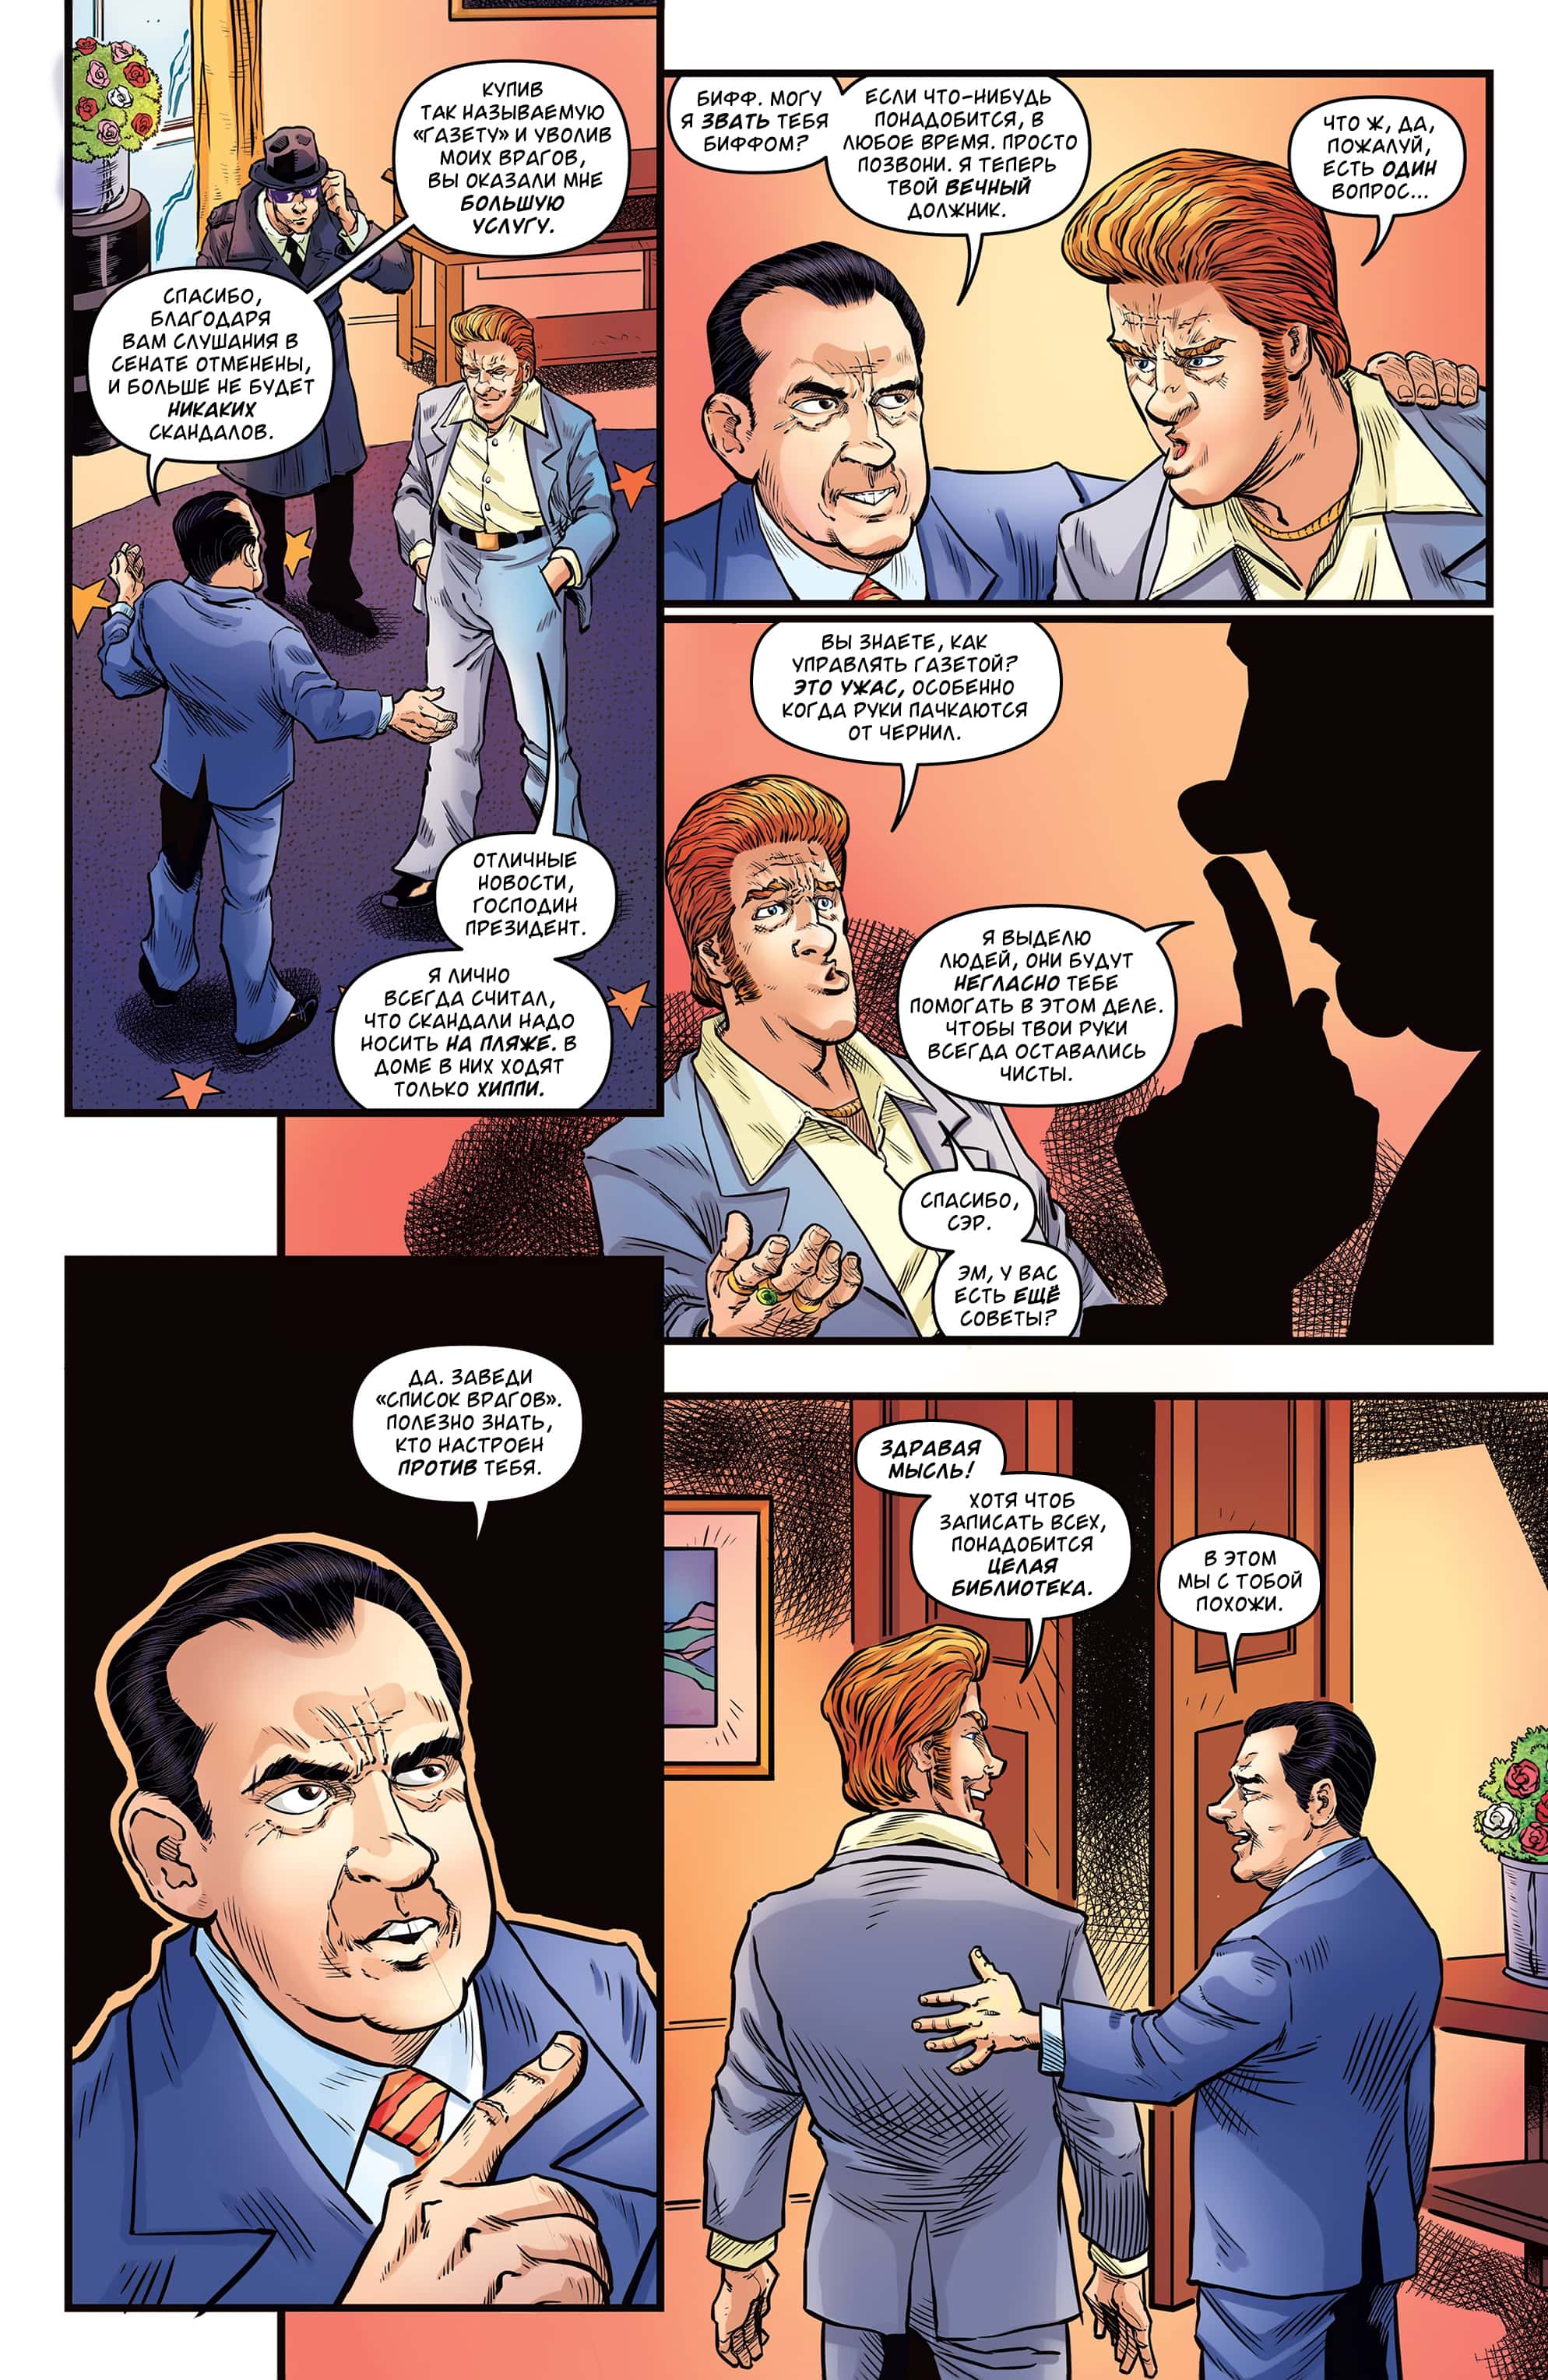 СПАСИБО,
БЛАГОДАРЯ
ВАМ СЛУШАНИЯ В
СЕНАТЕ ОТМЕНЕНЫ,
И БОЛЬШЕ НЕ БУДЕТ
НИКАКИХ
СКАНДАЛОВ.
КУПИВ
ТАК НАЗЫВАЕМУЮ
«ГАЗЕТУ» И УВОЛИВ
МОИХ ВРАГОВ,
ВЫ ОКАЗАЛИ МНЕ
БОЛЬШУЮ
УСЛУГУ.
ОТЛИЧНЫЕ
НОВОСТИ,
ГОСПОДИН
ПРЕЗИДЕНТ.
Я ЛИЧНО
ВСЕГДА СЧИТАЛ,
ЧТО СКАНДАЛИ НАДО
НОСИТЬ НА ПЛЯЖЕ. В
ДОМЕ В НИХ ХОДЯТ
ТОЛЬКО ХИППИ.
БИФФ. МОГУ
Я ЗВАТЬ ТЕБЯ
БИФФОМ?
ЕСЛИ ЧТО-НИБУДЬ
ПОНАДОБИТСЯ, В
ЛЮБОЕ ВРЕМЯ. ПРОСТО
ПОЗВОНИ. Я ТЕПЕРЬ
ТВОЙ ВЕЧНЫЙ
ДОЛЖНИК.
ЧТО Ж, ДА,
ПОЖАЛУЙ,
ЕСТЬ ОДИН
ВОПРОС...
ВЫ ЗНАЕТЕ, КАК
УПРАВЛЯТЬ ГАЗЕТОЙ?
ЭТО УЖАС, ОСОБЕННО
КОГДА РУКИ ПАЧКАЮТСЯ
ОТ ЧЕРНИЛ.
Я ВЫДЕЛЮ
ЛЮДЕЙ, ОНИ БУДУТ
НЕГЛАСНО ТЕБЕ
ПОМОГАТЬ В ЭТОМ ДЕЛЕ.
ЧТОБЫ ТВОИ РУКИ
ВСЕГДА ОСТАВАЛИСЬ
ЧИСТЫ.
СПАСИБО,
СЭР.
ЭМ, У ВАС
ЕСТЬ ЕЩЁ
СОВЕТЫ?
ДА. ЗАВЕДИ
«СПИСОК ВРАГОВ».
ПОЛЕЗНО ЗНАТЬ,
КТО НАСТРОЕН
ПРОТИВ ТЕБЯ.
ЗДРАВАЯ
МЫСЛЬ!
ХОТЯ ЧТОБ
ЗАПИСАТЬ ВСЕХ,
ПОНАДОБИТСЯ
ЦЕЛАЯ
БИБЛИОТЕКА.
В ЭТОМ
МЫ С ТОБОЙ
ПОХОЖИ.